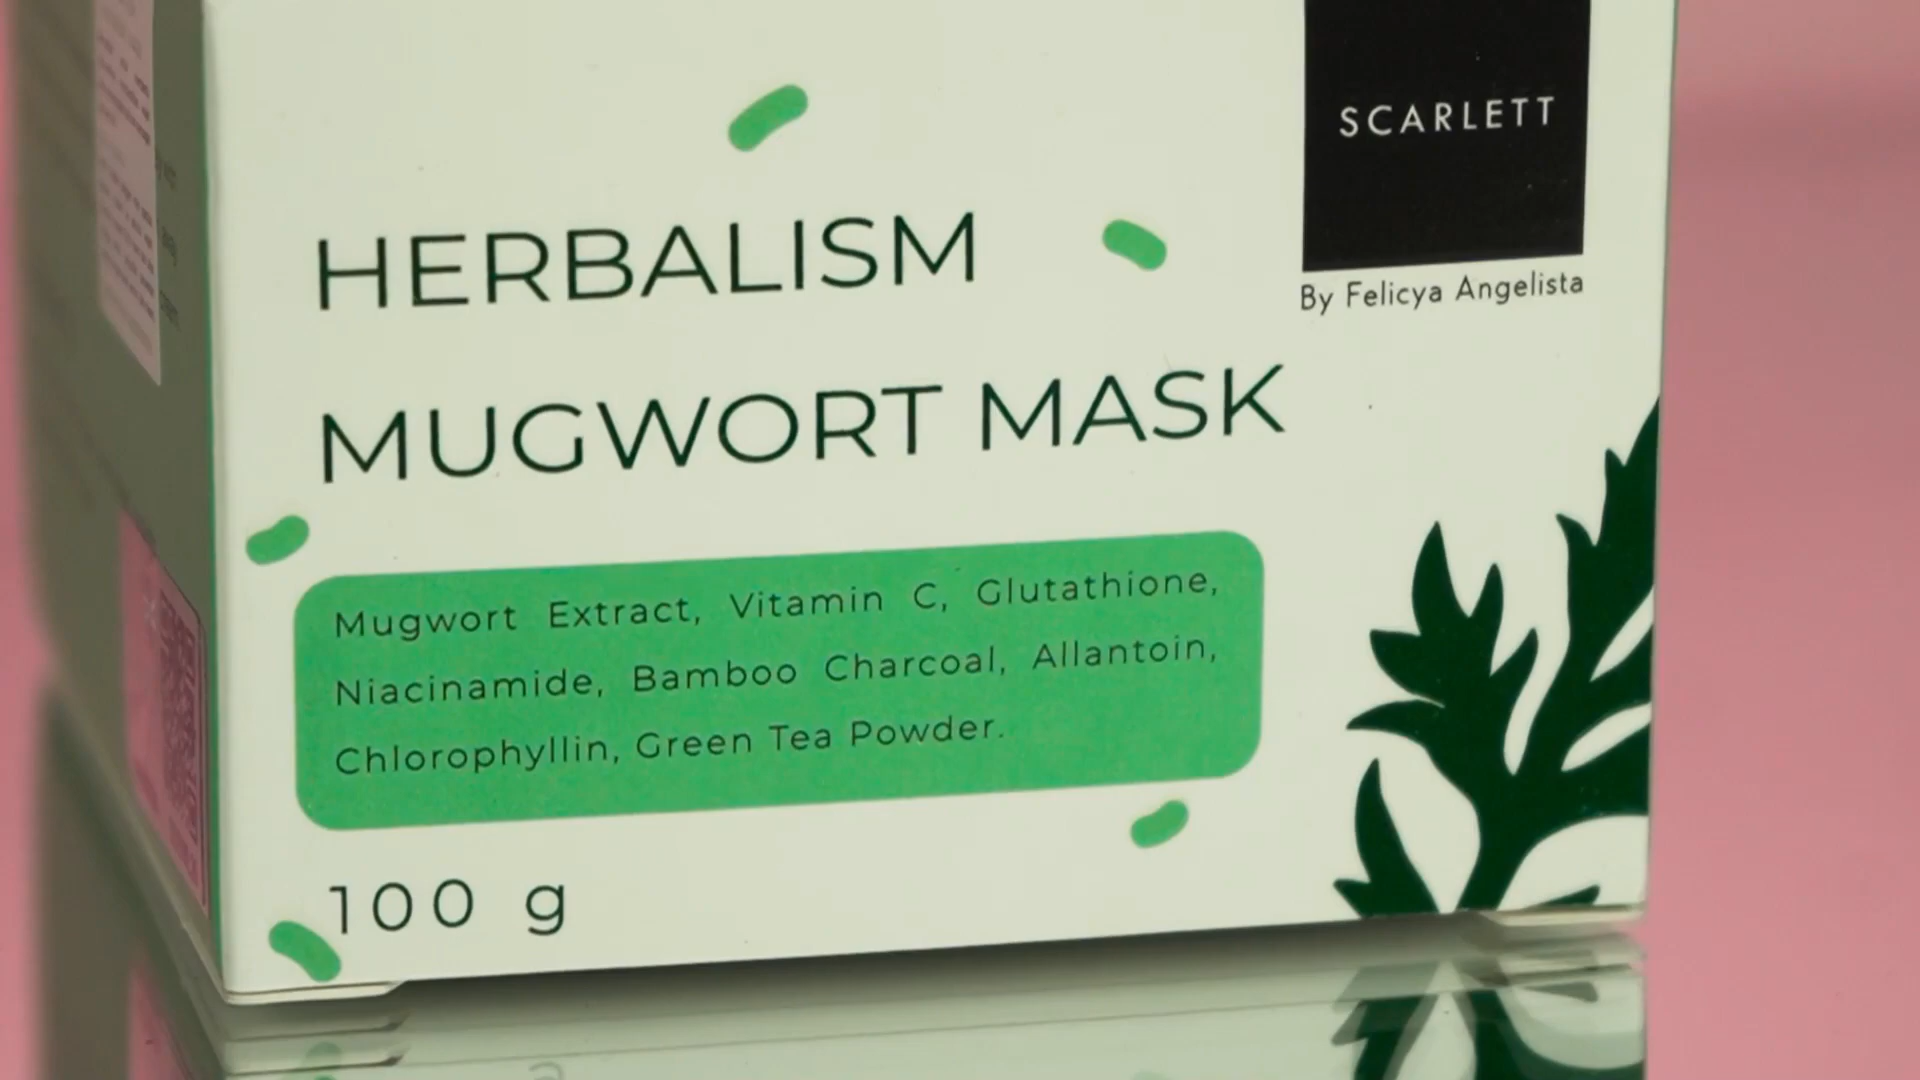 SCARLETT
By Felicya Angelista
HERBALISM
MUGWORT MASK
Mugwort Extract, Vitamin C, Glutathione,
Niacinamide, Bamboo Charcoal, Allantoin,
Chlorophyllin, Green Tea Powder.
100 g